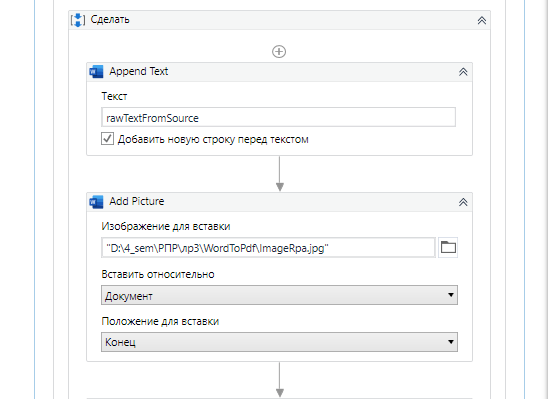 Сделать
Append Text
Текст
rawTextFromSource
Добавить новую строку перед текстом
Add Picture
Изображение для вставки
"D:\4_sem\РПР\лр3\WordToPdf\ImageRpa.jpg"
Вставить относительно
Документ
Положение для вставки
Конец